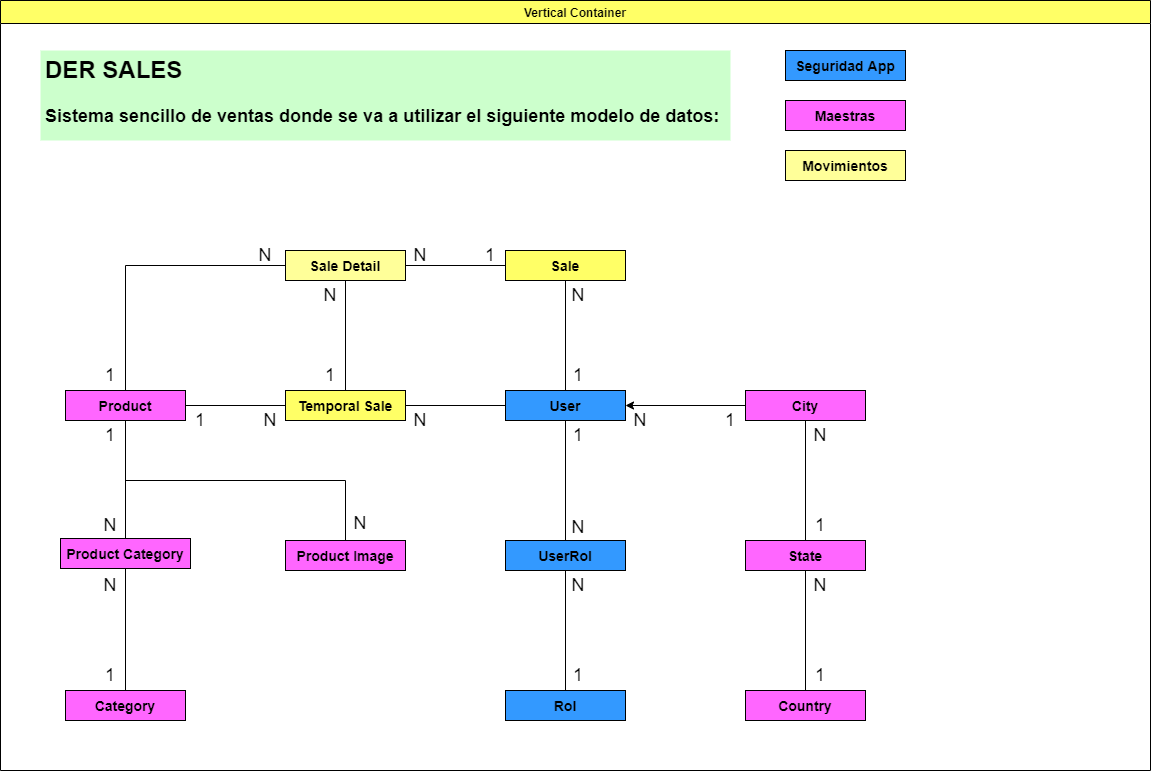 Vertical Container
DER SALES
Sistema sencillo de ventas donde se va a utilizar el siguiente modelo de datos:
Seguridad App
Maestras
Movimientos
N
Sale Detail
N
1
Sale
N
N
1
1
1
Product
1
N
Temporal Sale
N
User
N
1
City
1
1
N
N
N
N
1
Product Category
Product Image
UserRol
State
N
N
N
1
1
1
Category
Rol
Country